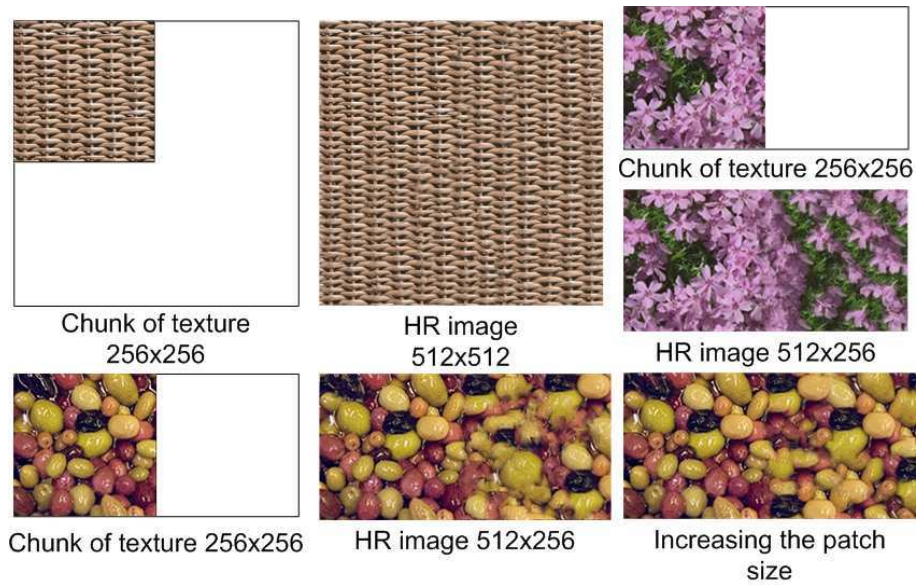 Chunk of texture
256x256
HR image
512x512
Chunk of texture 256x256
HR image 512x256
Chunk of texture 256x256
HR image 512x256
Increasing the patch
size